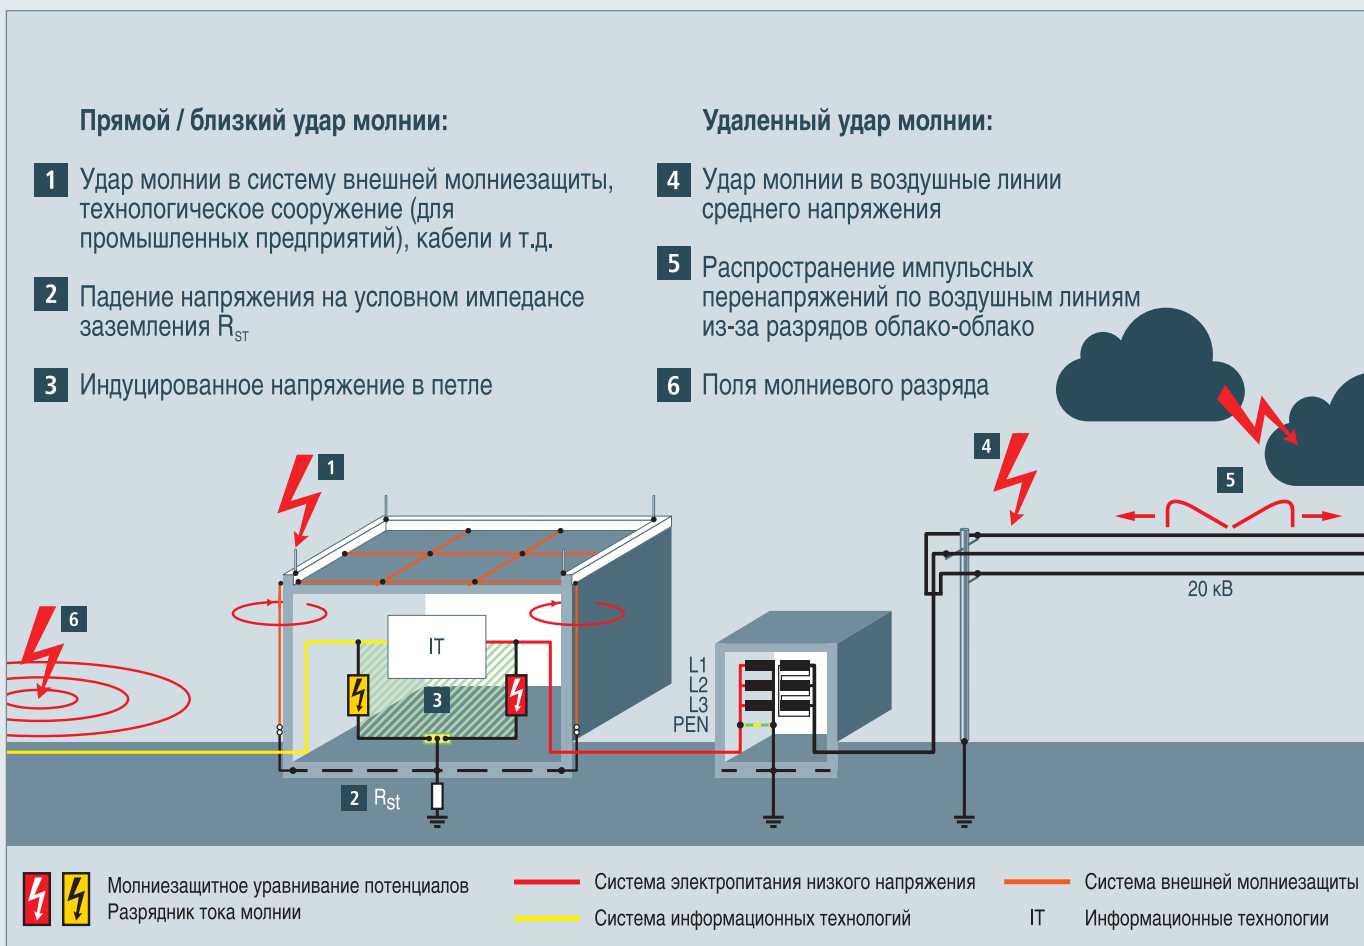 Прямой / близкий удар молнии:
1 Удар молнии в систему внешней молниезащиты,
технологическое сооружение (для
промышленных предприятий), кабели и т.д.
2 Падение напряжения на условном импедансе
заземления RST
3 Индуцированное напряжение в петле
Удаленный удар молнии:
4 Удар молнии в воздушные линии
среднего напряжения
5 Распространение импульсных
перенапряжений по воздушным линиям
из-за разрядов облако-облако
6 Поля молниевого разряда
1
4
5
20 кВ
6
IT
3
L1
L2
L3
PEN
2 Rst
Молниезащитное уравнивание потенциалов
Разрядник тока молнии
Система электропитания низкого напряжения
Система информационных технологий
Система внешней молниезащиты
IT Информационные технологии